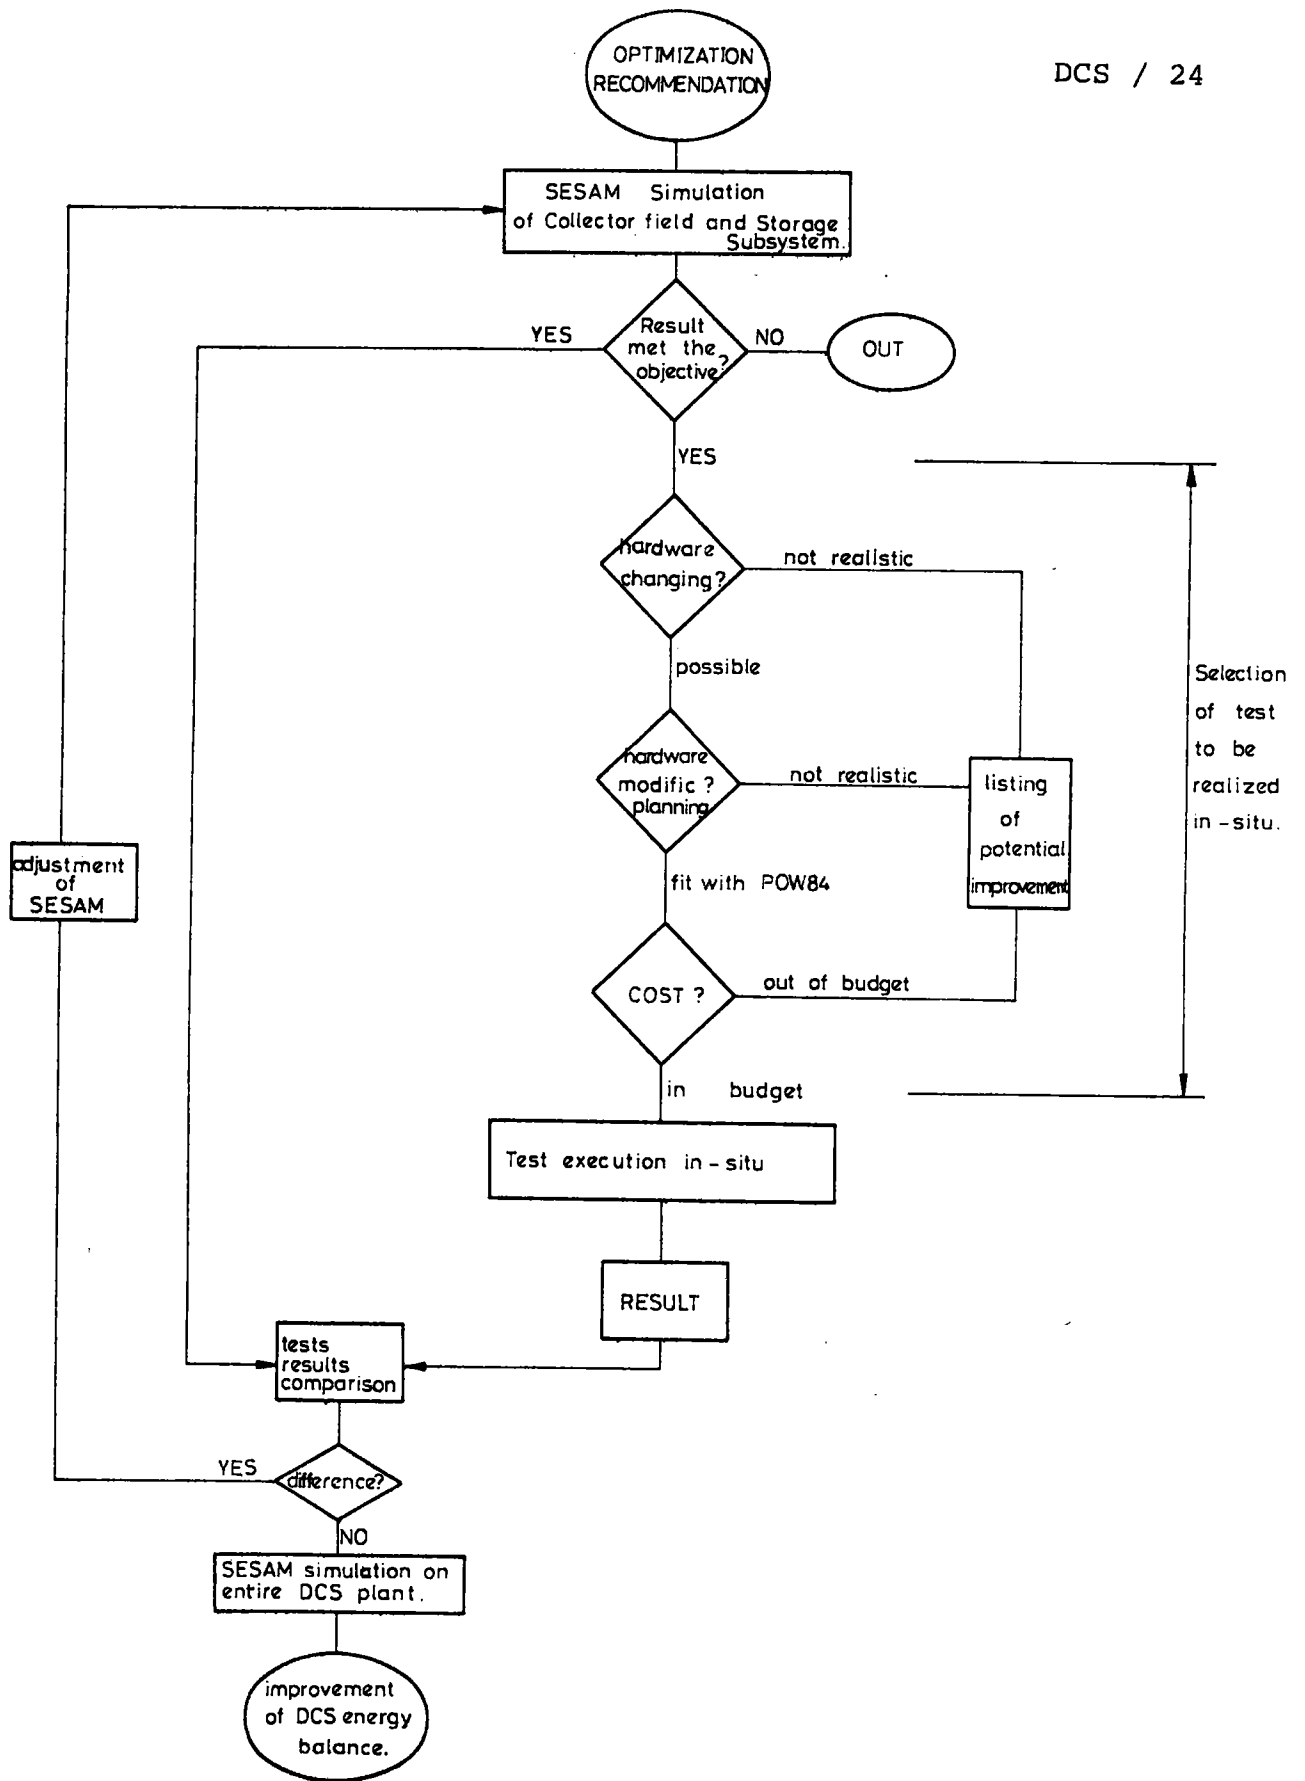 DCS / 24
OPTIMIZATION
RECOMMENDATION
SESAM Simulation
of Collector field and Storage
Subsystem.
YES
Result
met the
objective?
NO
OUT
YES
hardware
changing?
not realistic
possible
hardware
modific ?
planning
not realistic
listing
of
potential
improvement
Selection
of test
to be
realized
in-situ.
adjustment
of
SESAM
fit with POW84
COST ?
out of budget
in budget
Test execution in-situ
RESULT
tests
results
comparison
YES
difference?
NO
SESAM simulation on
entire DCS plant.
improvement
of DCS energy
balance.